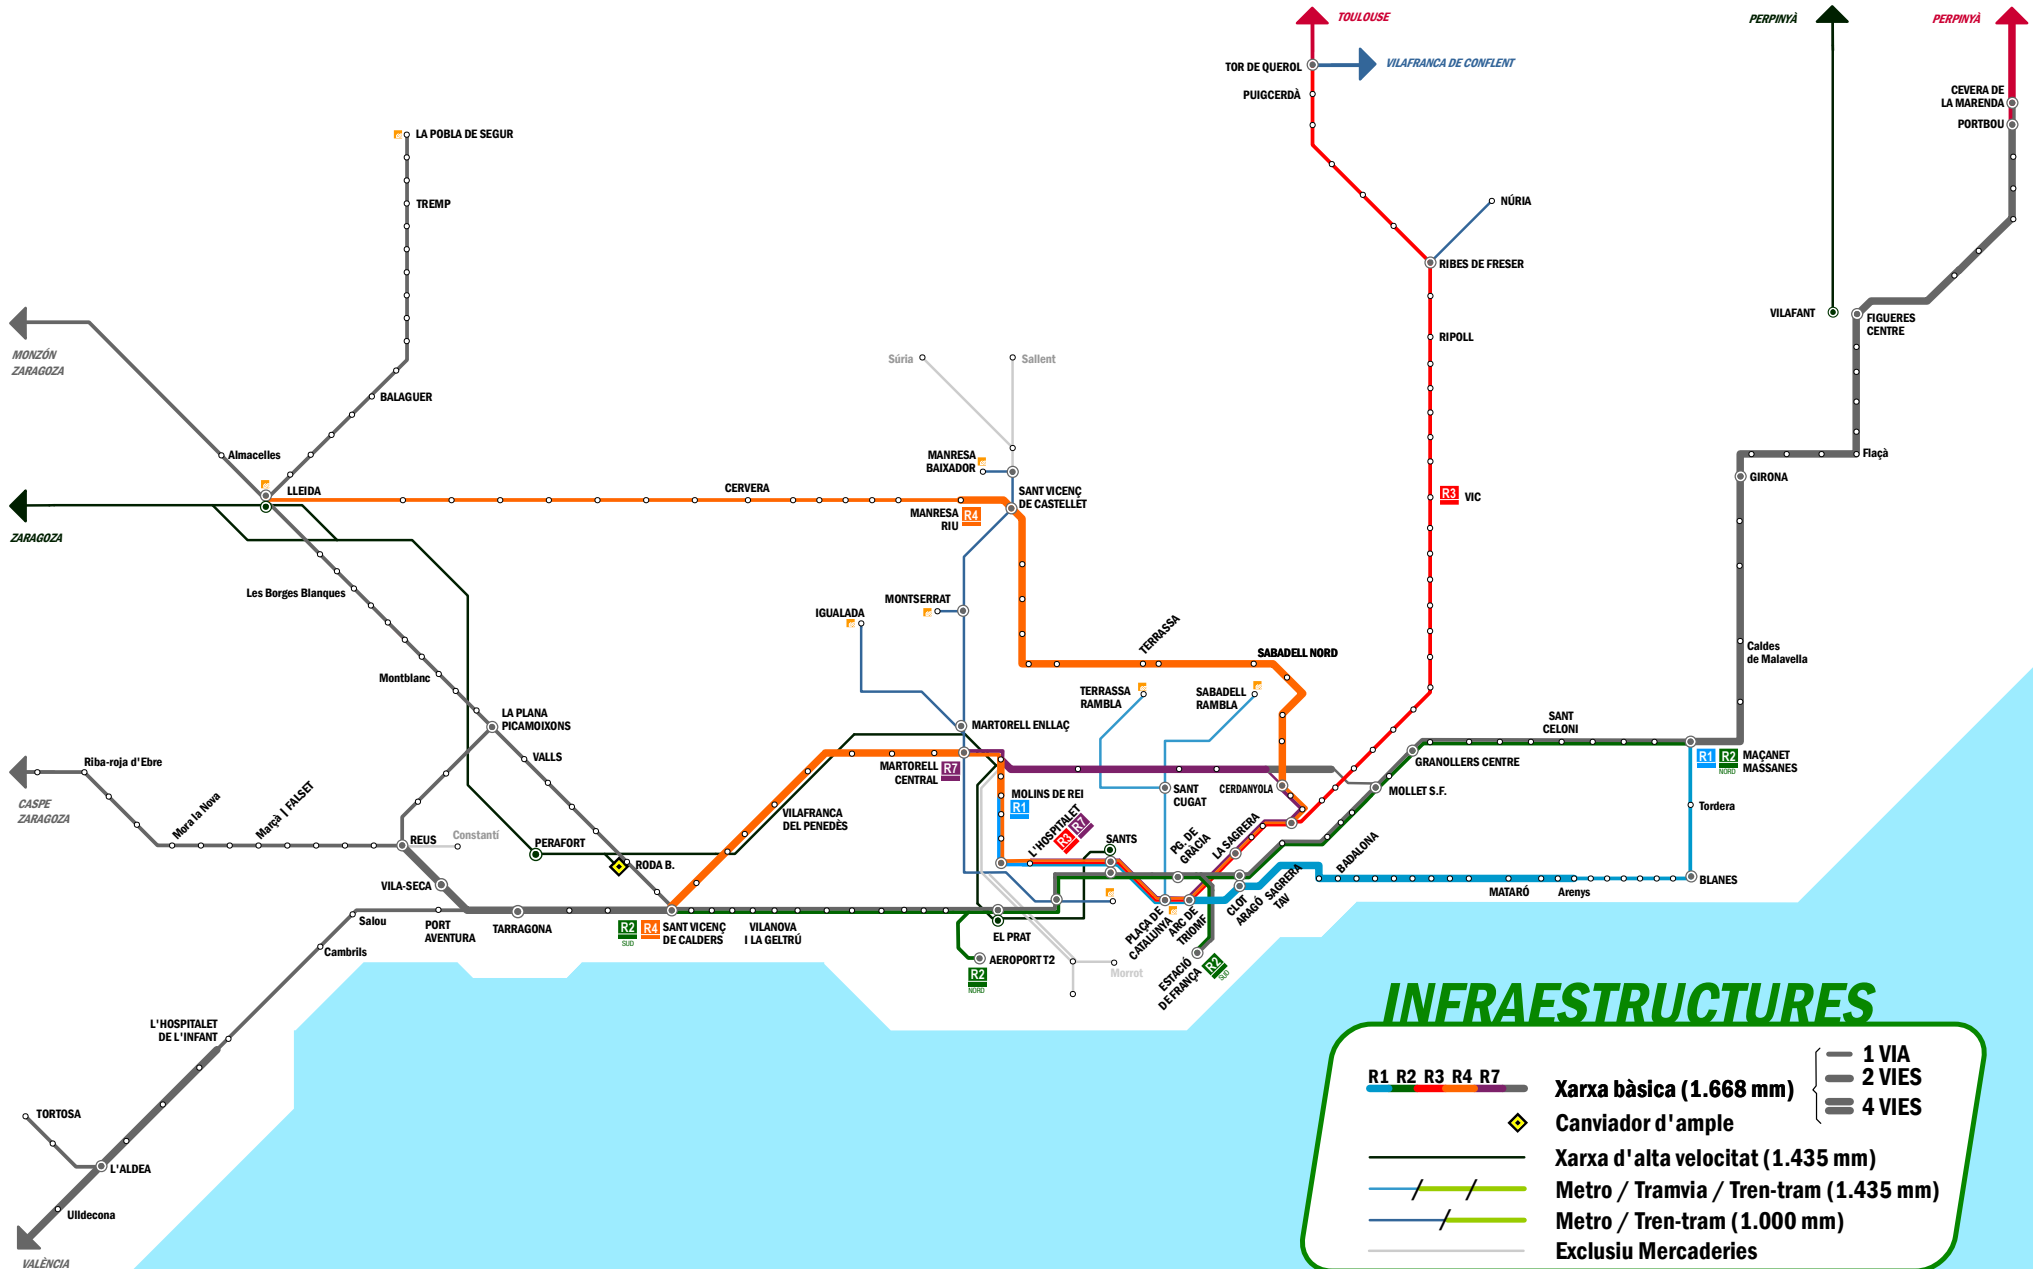 TOULOUSE
PERPINYÀ
PERPINYÀ
TOR DE QUEROL
VILAFRANCA DE CONFLENT
PUIGCERDÀ
CEVERA DE
LA MARENDA
PORTBOU
LA POBLA DE SEGUR
TREMP
NÚRIA
RIBES DE FRESER
VILAFANT
FIGUERES
CENTRE
RIPOLL
MONZÓN
ZARAGOZA
Súria
Sallent
BALAGUER
Almacelles
MANRESA
BAIXADOR
Flaçà
LLEIDA
CERVERA
SANT VICENÇ
DE CASTELLET
GIRONA
R3 VIC
MANRESA
RIU
R4
ZARAGOZA
Les Borges Blanques
MONTSERRAT
IGUALADA
TERRASSA
SABADELL NORD
Caldes
de Malavella
Montblanc
TERRASSA
RAMBLA
SABADELL
RAMBLA
LA PLANA
PICAMOIXONS
MARTORELL ENLLAÇ
SANT
CELONI
VALLS
Riba-roja d'Ebre
MARTORELL
CENTRAL
R7
GRANOLLERS CENTRE
R1
R2
NORD
MAÇANET
MASSANES
CASPE
ZARAGOZA
MOLINS DE REI
R1
SANT
CUGAT
CERDANYOLA
MOLLET S.F.
Tordera
Mora la Nova
Marçà | FALSET
VILAFRANCA
DEL PENEDÈS
L'HOSPITALET
R3
R7
REUS
Constantí
PERAFORT
SANTS
PG. DE
GRÀCIA
LA SAGRERA
BADALONA
RODA B.
VILA-SECA
BLANES
MATARÓ
Arenys
Salou
PORT
AVENTURA
TARRAGONA
R2
SUD
R4
SANT VICENÇ
DE CALDERS
VILANOVA
I LA GELTRÚ
EL PRAT
PLAÇA DE
CATALUNYA
ARC DE
TRIOMF
CLOT
ARAGÓ
SAGRERA
TAV
Cambrils
AEROPORT T2
R2
NORD
Morrot
ESTACIÓ
DE FRANÇA
R2
SUD
L'HOSPITALET
DE L'INFANT
TORTOSA
L'ALDEA
Ulldecona
VALÈNCIA
INFRAESTRUCTURES
R1 R2 R3 R4 R7
Xarxa bàsica (1.668 mm)
1 VIA
2 VIES
4 VIES
Canviador d'ample
Xarxa d'alta velocitat (1.435 mm)
Metro / Tramvia / Tren-tram (1.435 mm)
Metro / Tren-tram (1.000 mm)
Exclusiu Mercaderies